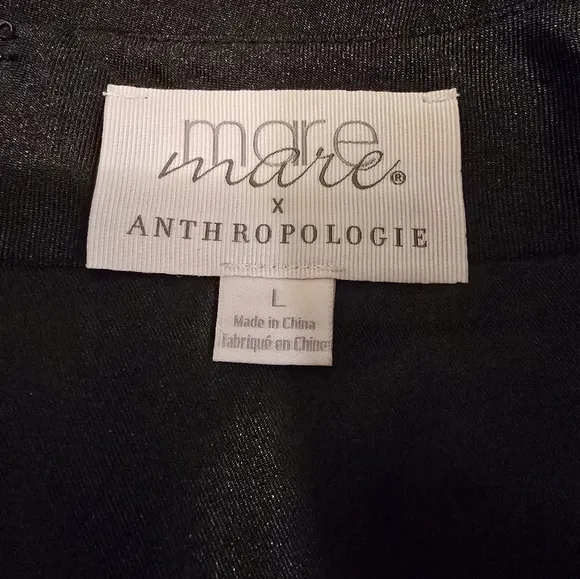 mare
mare®
X
ANTHROPOLOGIE
L
Made in China
Fabriqué en Chine